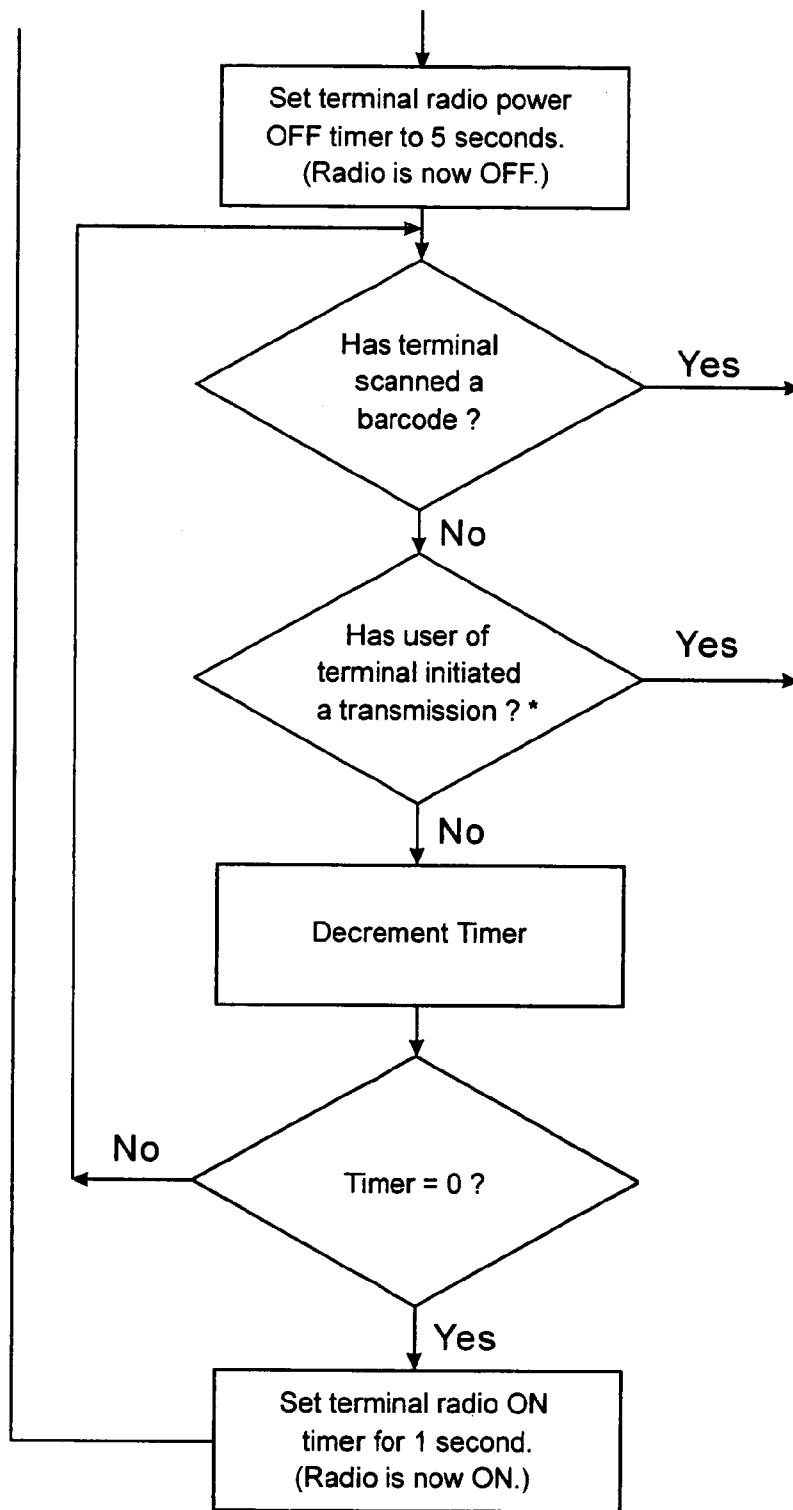 Set terminal radio power
OFF timer to 5 seconds.
(Radio is now OFF.)
Has terminal
scanned a
barcode ?
Yes
No
Has user of
terminal initiated
a transmission ? *
Yes
No
Decrement Timer
No
Timer = 0 ?
Yes
Set terminal radio ON
timer for 1 second.
(Radio is now ON.)